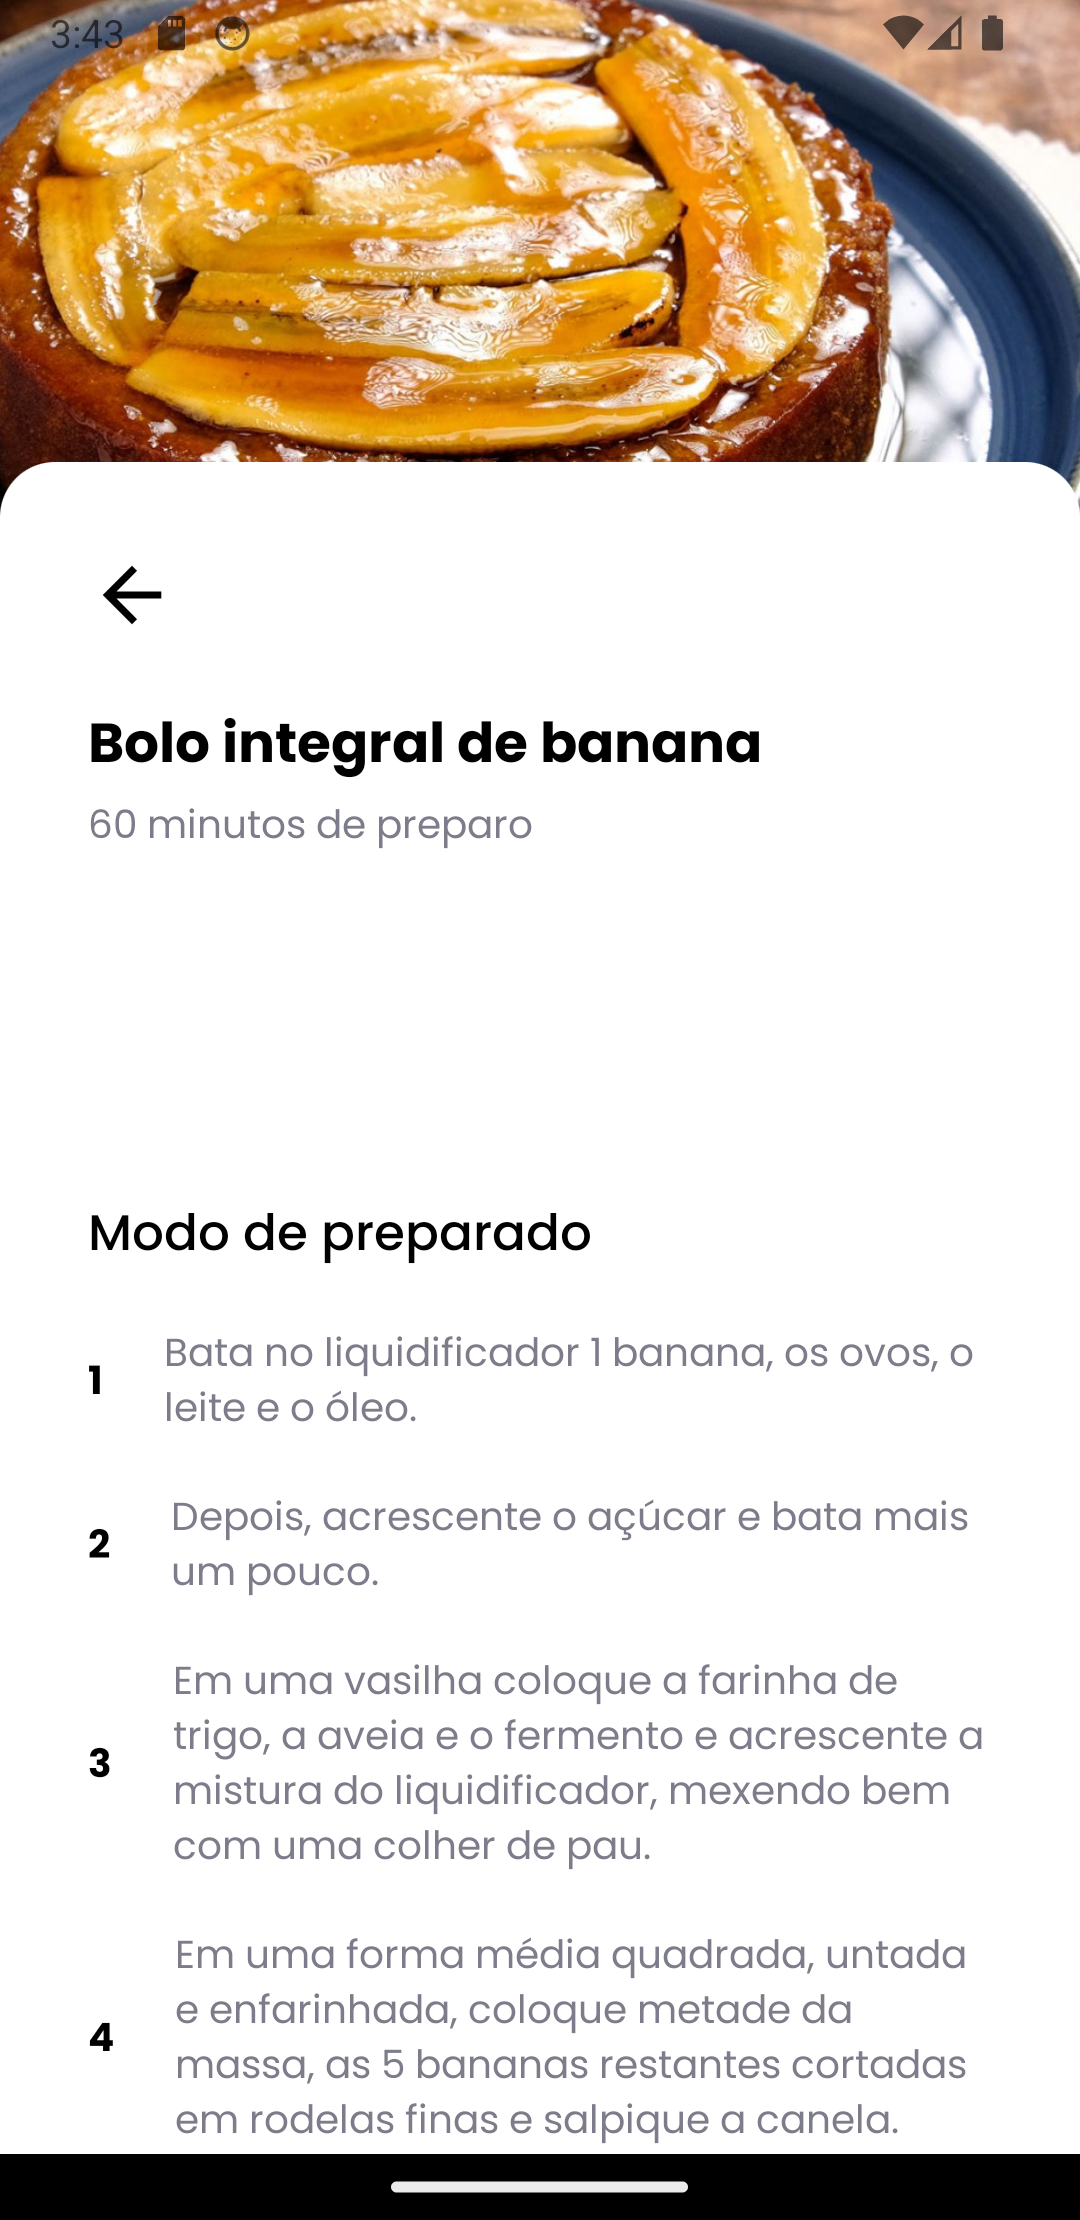 3:43
Bolo integral de banana
60 minutos de preparo
Modo de preparado
1
Bata no liquidificador 1 banana, os ovos, o
leite e o óleo.
2
Depois, acrescente o açúcar e bata mais
um pouco.
3
Em uma vasilha coloque a farinha de
trigo, a aveia e o fermento e acrescente a
mistura do liquidificador, mexendo bem
com uma colher de pau.
4
Em uma forma média quadrada, untada
e enfarinhada, coloque metade da
massa, as 5 bananas restantes cortadas
em rodelas finas e salpique a canela.